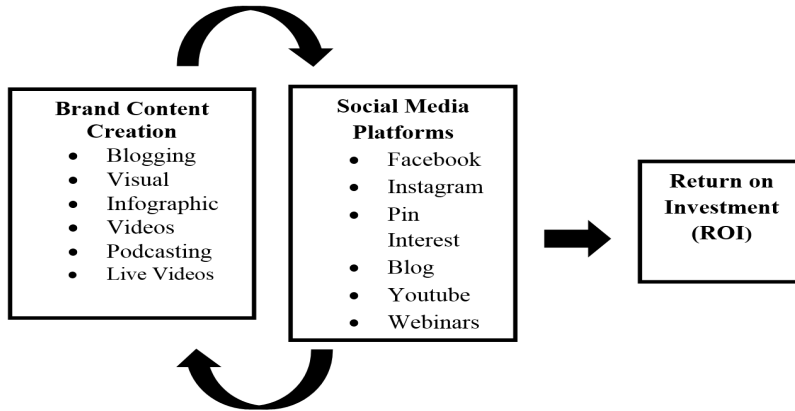 Brand Content
Creation
• Blogging
• Visual
• Infographic
• Videos
• Podcasting
• Live Videos
Social Media
Platforms
• Facebook
• Instagram
• Pin
Interest
• Blog
• Youtube
• Webinars
Return on
Investment
(ROI)